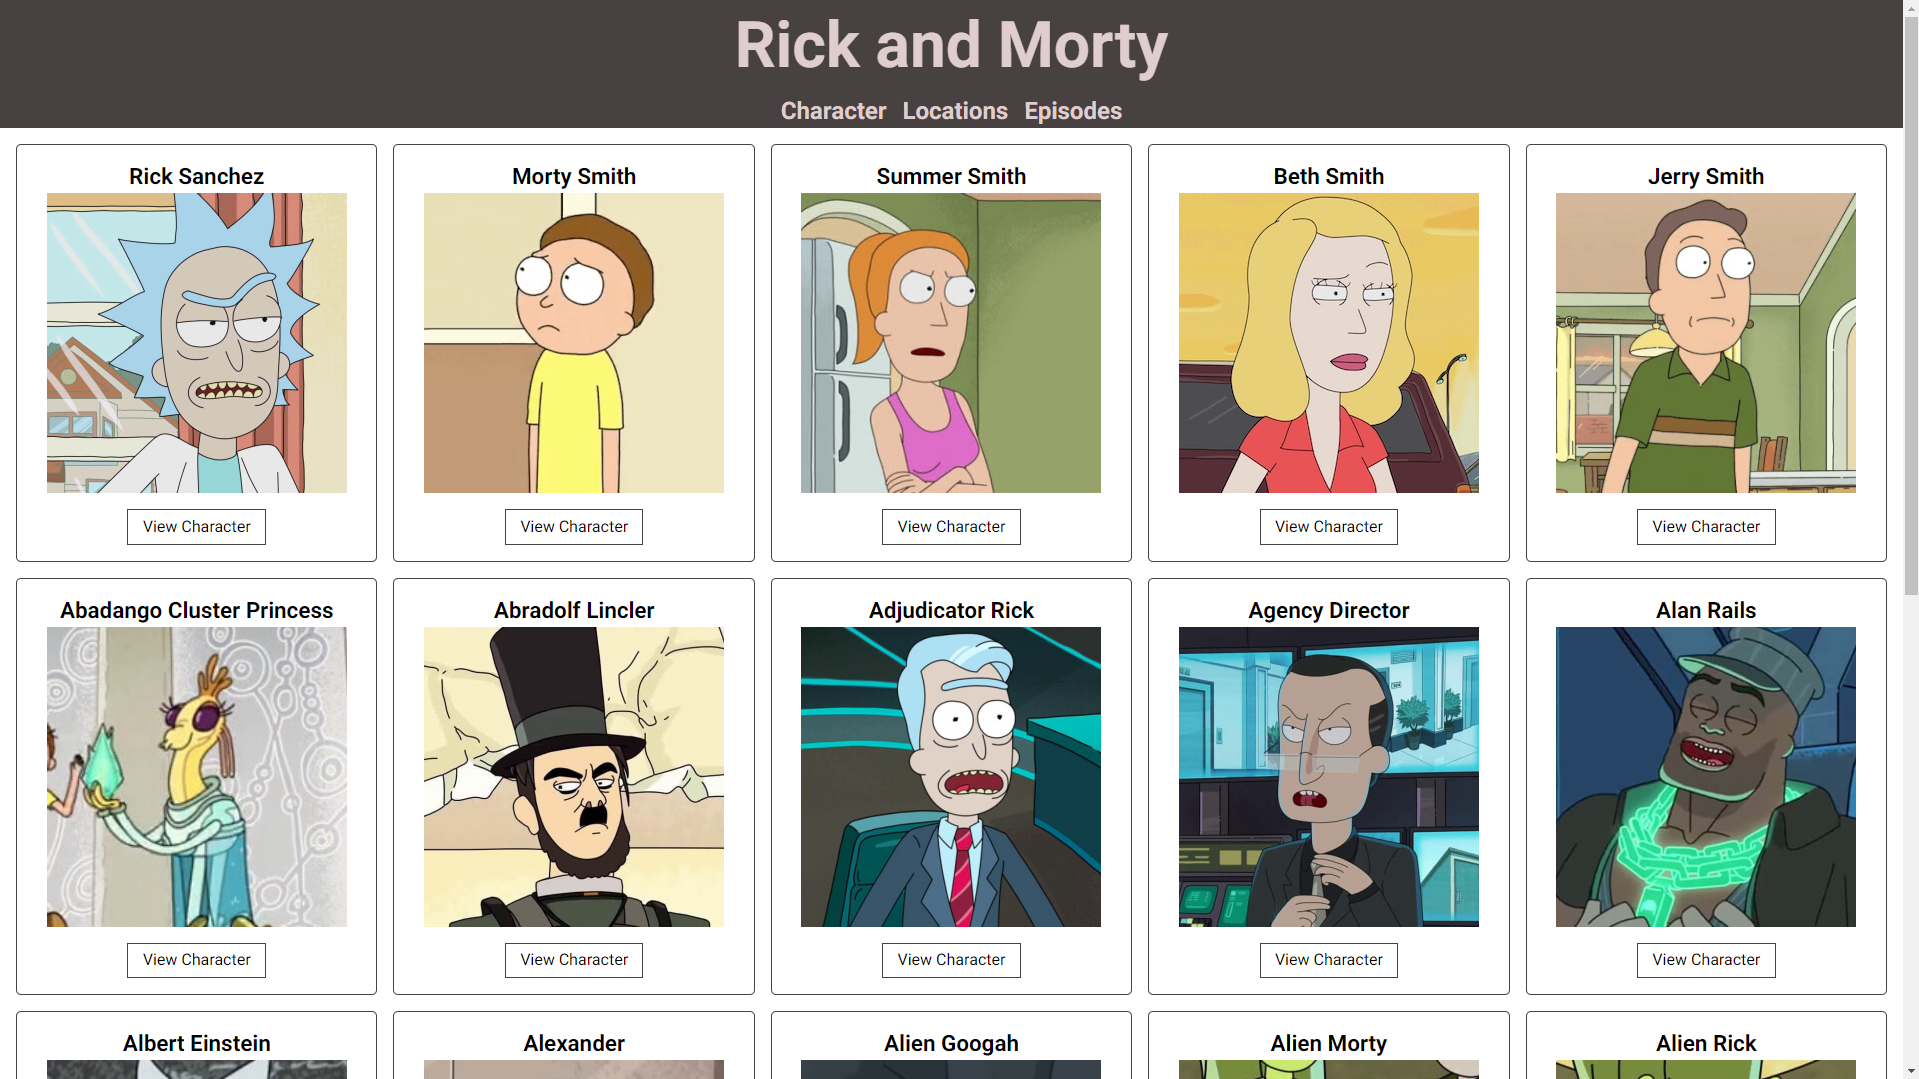 Rick and Morty
Character Locations Episodes
Rick Sanchez
Morty Smith
Summer Smith
Beth Smith
Jerry Smith
View Character
View Character
View Character
View Character
View Character
Abadango Cluster Princess
Abradolf Lincler
Adjudicator Rick
Agency Director
Alan Rails
View Character
View Character
View Character
View Character
View Character
Albert Einstein
Alexander
Alien Googah
Alien Morty
Alien Rick